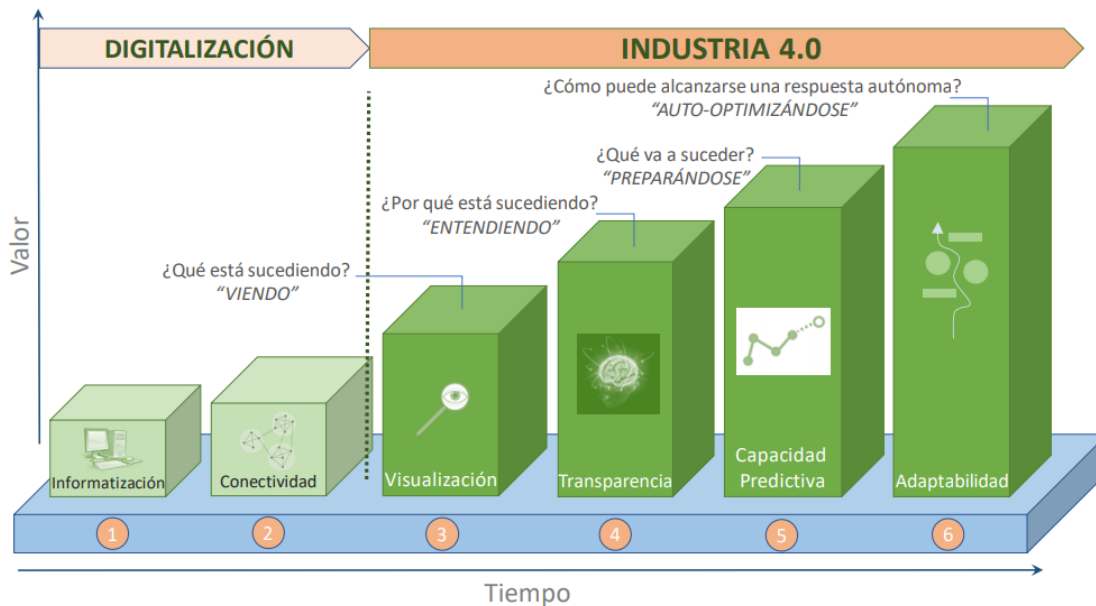 DIGITALIZACIÓN
INDUSTRIA 4.0
¿Cómo puede alcanzarse una respuesta autónoma?
“AUTO-OPTIMIZÁNDOSE”
¿Qué va a suceder?
“PREPARÁNDOSE”
¿Por qué está sucediendo?
“ENTENDIENDO”
¿Qué está sucediendo?
“VIENDO”
Valor
Informatización
Conectividad
Visualización
Transparencia
Capacidad
Predictiva
Adaptabilidad
1
2
3
4
5
6
Tiempo